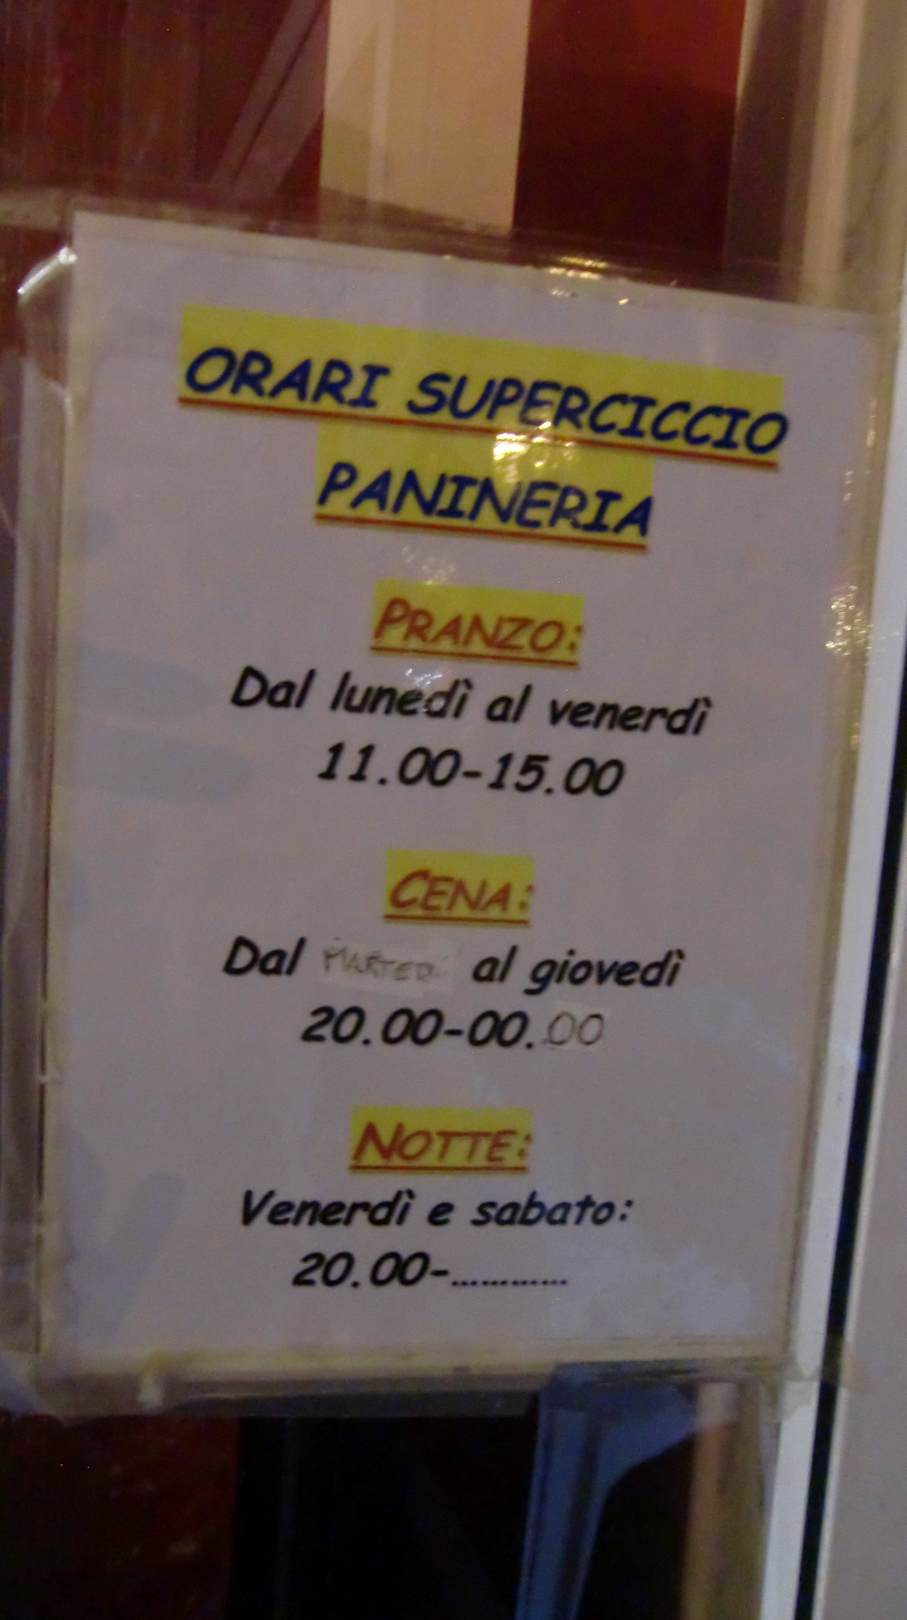 ORARI SUPERCICCIO
PANINERIA
PRANZO:
Dal lunedì al venerdì
11.00-15.00
CENA:
Dal MARTEDÌ al giovedì
20.00-00.00
NOTTE:
Venerdì e sabato:
20.00-............